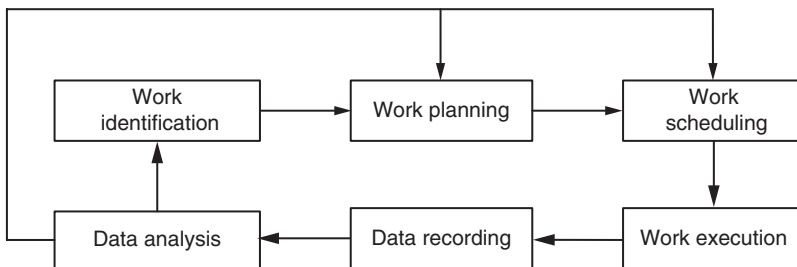 Work
identification
Work planning
Work
scheduling
Data analysis
Data recording
Work execution